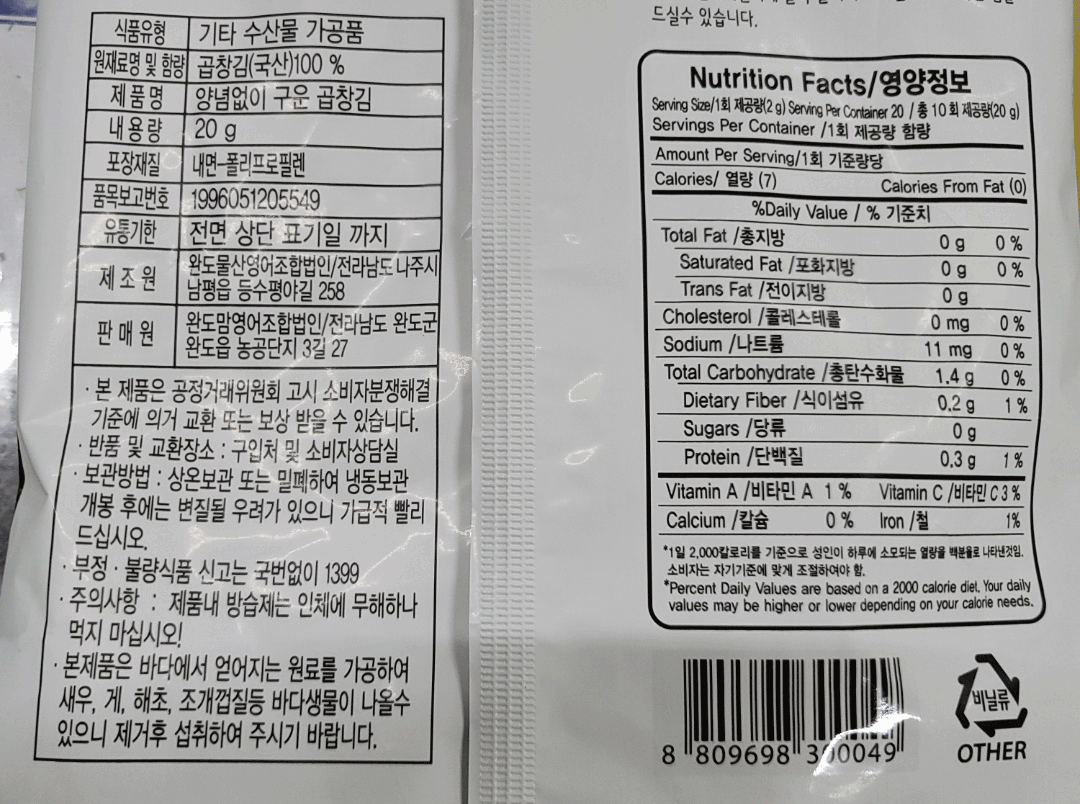 식품유형 기타 수산물 가공품
원재료명 및 함량 곱창김(국산)100 %
제품명 양념없이 구운 곱창김
내용량 20 g
포장재질 내면-폴리프로필렌
품목보고번호 1996051205549
유통기한 전면 상단 표기일 까지
제조원 완도물산영어조합법인/전라남도 나주시
남평읍 등수평야길 258
판매원 완도맘영어조합법인/전라남도 완도군
완도읍 농공단지 3길 27
· 본 제품은 공정거래위원회 고시 소비자분쟁해결
기준에 의거 교환 또는 보상 받을 수 있습니다.
· 반품 및 교환장소 : 구입처 및 소비자상담실
· 보관방법 : 상온보관 또는 밀폐하여 냉동보관
개봉 후에는 변질될 우려가 있으니 가급적 빨리
드십시오.
· 부정 · 불량식품 신고는 국번없이 1399
· 주의사항 : 제품내 방습제는 인체에 무해하나
먹지 마십시오!
· 본제품은 바다에서 얻어지는 원료를 가공하여
새우, 게, 해초, 조개껍질등 바다생물이 나올수
있으니 제거후 섭취하여 주시기 바랍니다.
드실수 있습니다.
Nutrition Facts/영양정보
Serving Size/1회 제공량(2 g) Serving Per Container 20 / 총 10 회 제공량(20 g)
Servings Per Container /1회 제공량 함량
Amount Per Serving/1회 기준량당
Calories/ 열량 (7) Calories From Fat (0)
%Daily Value / % 기준치
Total Fat /총지방 0 g 0 %
Saturated Fat /포화지방 0 g 0 %
Trans Fat /전이지방 0 g
Cholesterol /콜레스테롤 0 mg 0 %
Sodium /나트륨 11 mg 0 %
Total Carbohydrate /총탄수화물 1.4 g 0 %
Dietary Fiber /식이섬유 0.2 g 1 %
Sugars /당류 0 g
Protein /단백질 0.3 g 1 %
Vitamin A /비타민 A 1 % Vitamin C /비타민 C 3 %
Calcium /칼슘 0 % Iron /철 1%
*1일 2,000칼로리를 기준으로 성인이 하루에 소모되는 열량을 백분율로 나타낸것임.
소비자는 자기기준에 맞게 조절하여야 함.
*Percent Daily Values are based on a 2000 calorie diet. Your daily
values may be higher or lower depending on your calorie needs.
8 809698 300049
비닐류
OTHER